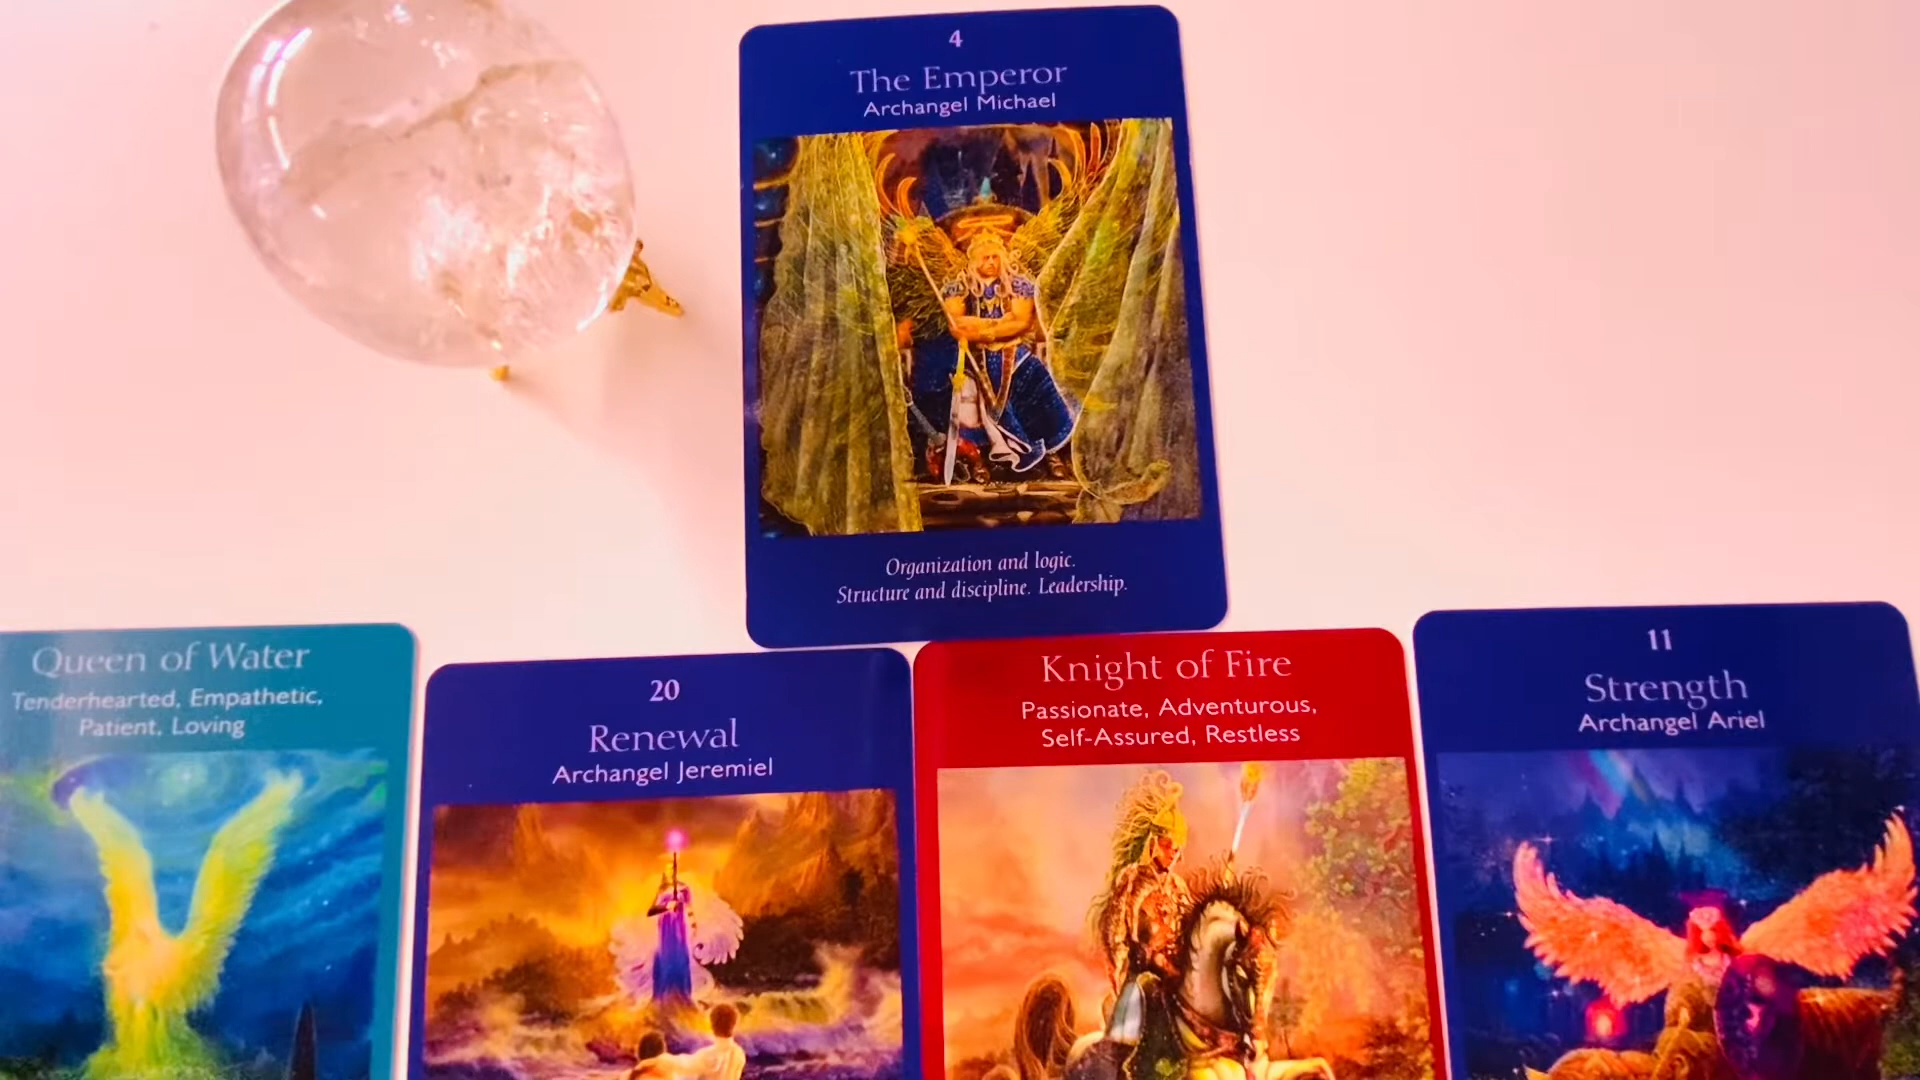 4
The Emperor
Archangel Michael
Organization and logic.
Structure and discipline. Leadership.
Queen of Water
Tenderhearted, Empathetic,
Patient, Loving
20
Renewal
Archangel Jeremiel
Knight of Fire
Passionate, Adventurous,
Self-Assured, Restless
11
Strength
Archangel Ariel